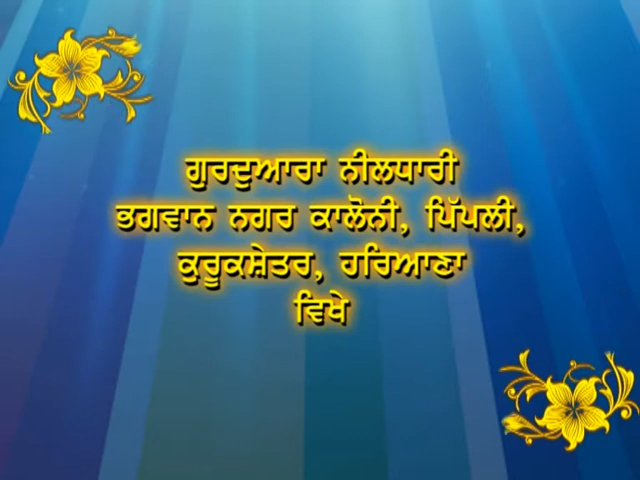 ਗੁਰਦੁਆਰਾ ਨੀਲਧਾਰੀ
ਭਗਵਾਨ ਨਗਰ ਕਾਲੋਨੀ, ਪਿੱਪਲੀ,
ਕੁਰੂਕਸ਼ੇਤਰ, ਹਰਿਆਣਾ
ਵਿਖੇ